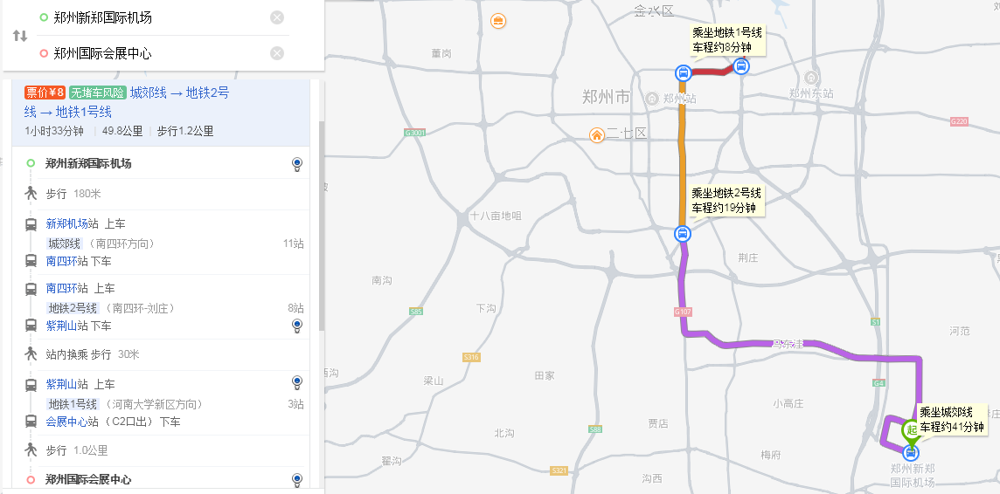 郑州新郑国际机场
郑州国际会展中心
票价¥8 无堵车风险 城郊线 → 地铁2号
线 → 地铁1号线
1小时33分钟 | 49.8公里 | 步行1.2公里
郑州新郑国际机场
步行 180米
新郑机场站 上车
城郊线 （南四环方向） 11站
南四环站 下车
南四环站 上车
地铁2号线 （南四环-刘庄） 8站
紫荆山站 下车
站内换乘 步行 30米
紫荆山站 上车
地铁1号线 （河南大学新区方向） 3站
会展中心站 （C2口出） 下车
步行 1.0公里
郑州国际会展中心
金水区
乘坐地铁1号线
车程约8分钟
董岗
郑州市
郑州站
郑州东站
G3001
二七区
G220
乘坐地铁2号线
车程约19分钟
十八亩地咀
荆庄
南沟
S85
下沟
G107
S1
河范
马东洼
S316
梁山
田家
G4
小高庄
乘坐城郊线
车程约41分钟
起
贾店
S88
北沟
翟沟
梅府
S321
沟西
郑州新郑
国际机场